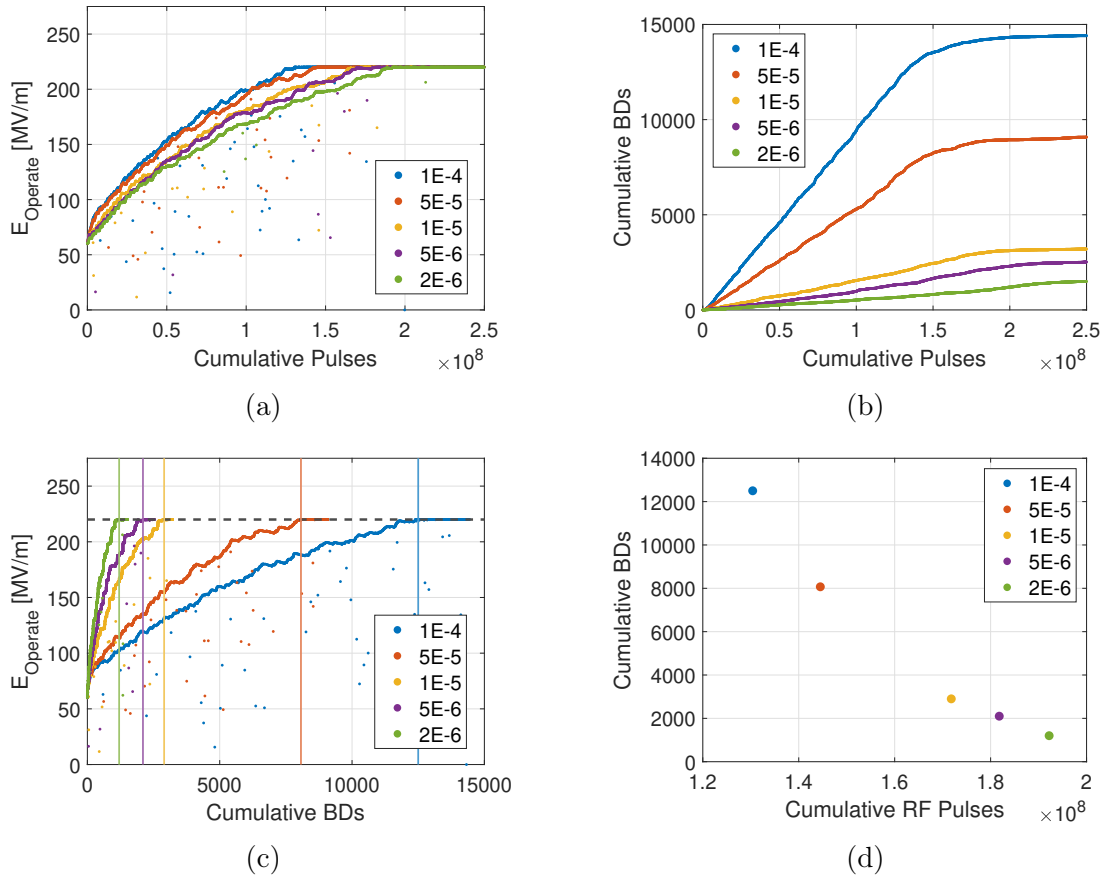 250
200
150
100
50
0
E_Operate [MV/m]
0 0.5 1 1.5 2 2.5
Cumulative Pulses ×10^8
1E-4
5E-5
1E-5
5E-6
2E-6
(a)
15000
10000
5000
0
Cumulative BDs
0 0.5 1 1.5 2 2.5
Cumulative Pulses ×10^8
1E-4
5E-5
1E-5
5E-6
2E-6
(b)
250
200
150
100
50
0
E_Operate [MV/m]
0 5000 10000 15000
Cumulative BDs
1E-4
5E-5
1E-5
5E-6
2E-6
(c)
14000
12000
10000
8000
6000
4000
2000
0
Cumulative BDs
1.2 1.4 1.6 1.8 2
Cumulative RF Pulses ×10^8
1E-4
5E-5
1E-5
5E-6
2E-6
(d)